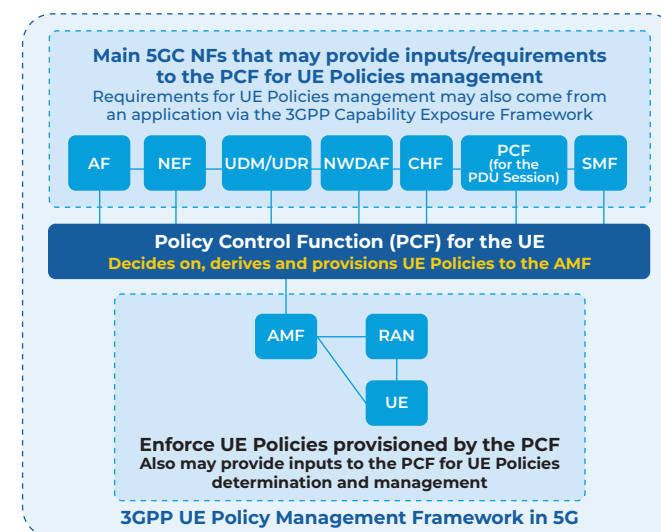 Main 5GC NFs that may provide inputs/requirements
to the PCF for UE Policies management
Requirements for UE Policies mangement may also come from
an application via the 3GPP Capability Exposure Framework
AF
NEF
UDM/UDR
NWDAF
CHF
PCF
(for the
PDU Session)
SMF
Policy Control Function (PCF) for the UE
Decides on, derives and provisions UE Policies to the AMF
AMF
RAN
UE
Enforce UE Policies provisioned by the PCF
Also may provide inputs to the PCF for UE Policies
determination and management
3GPP UE Policy Management Framework in 5G